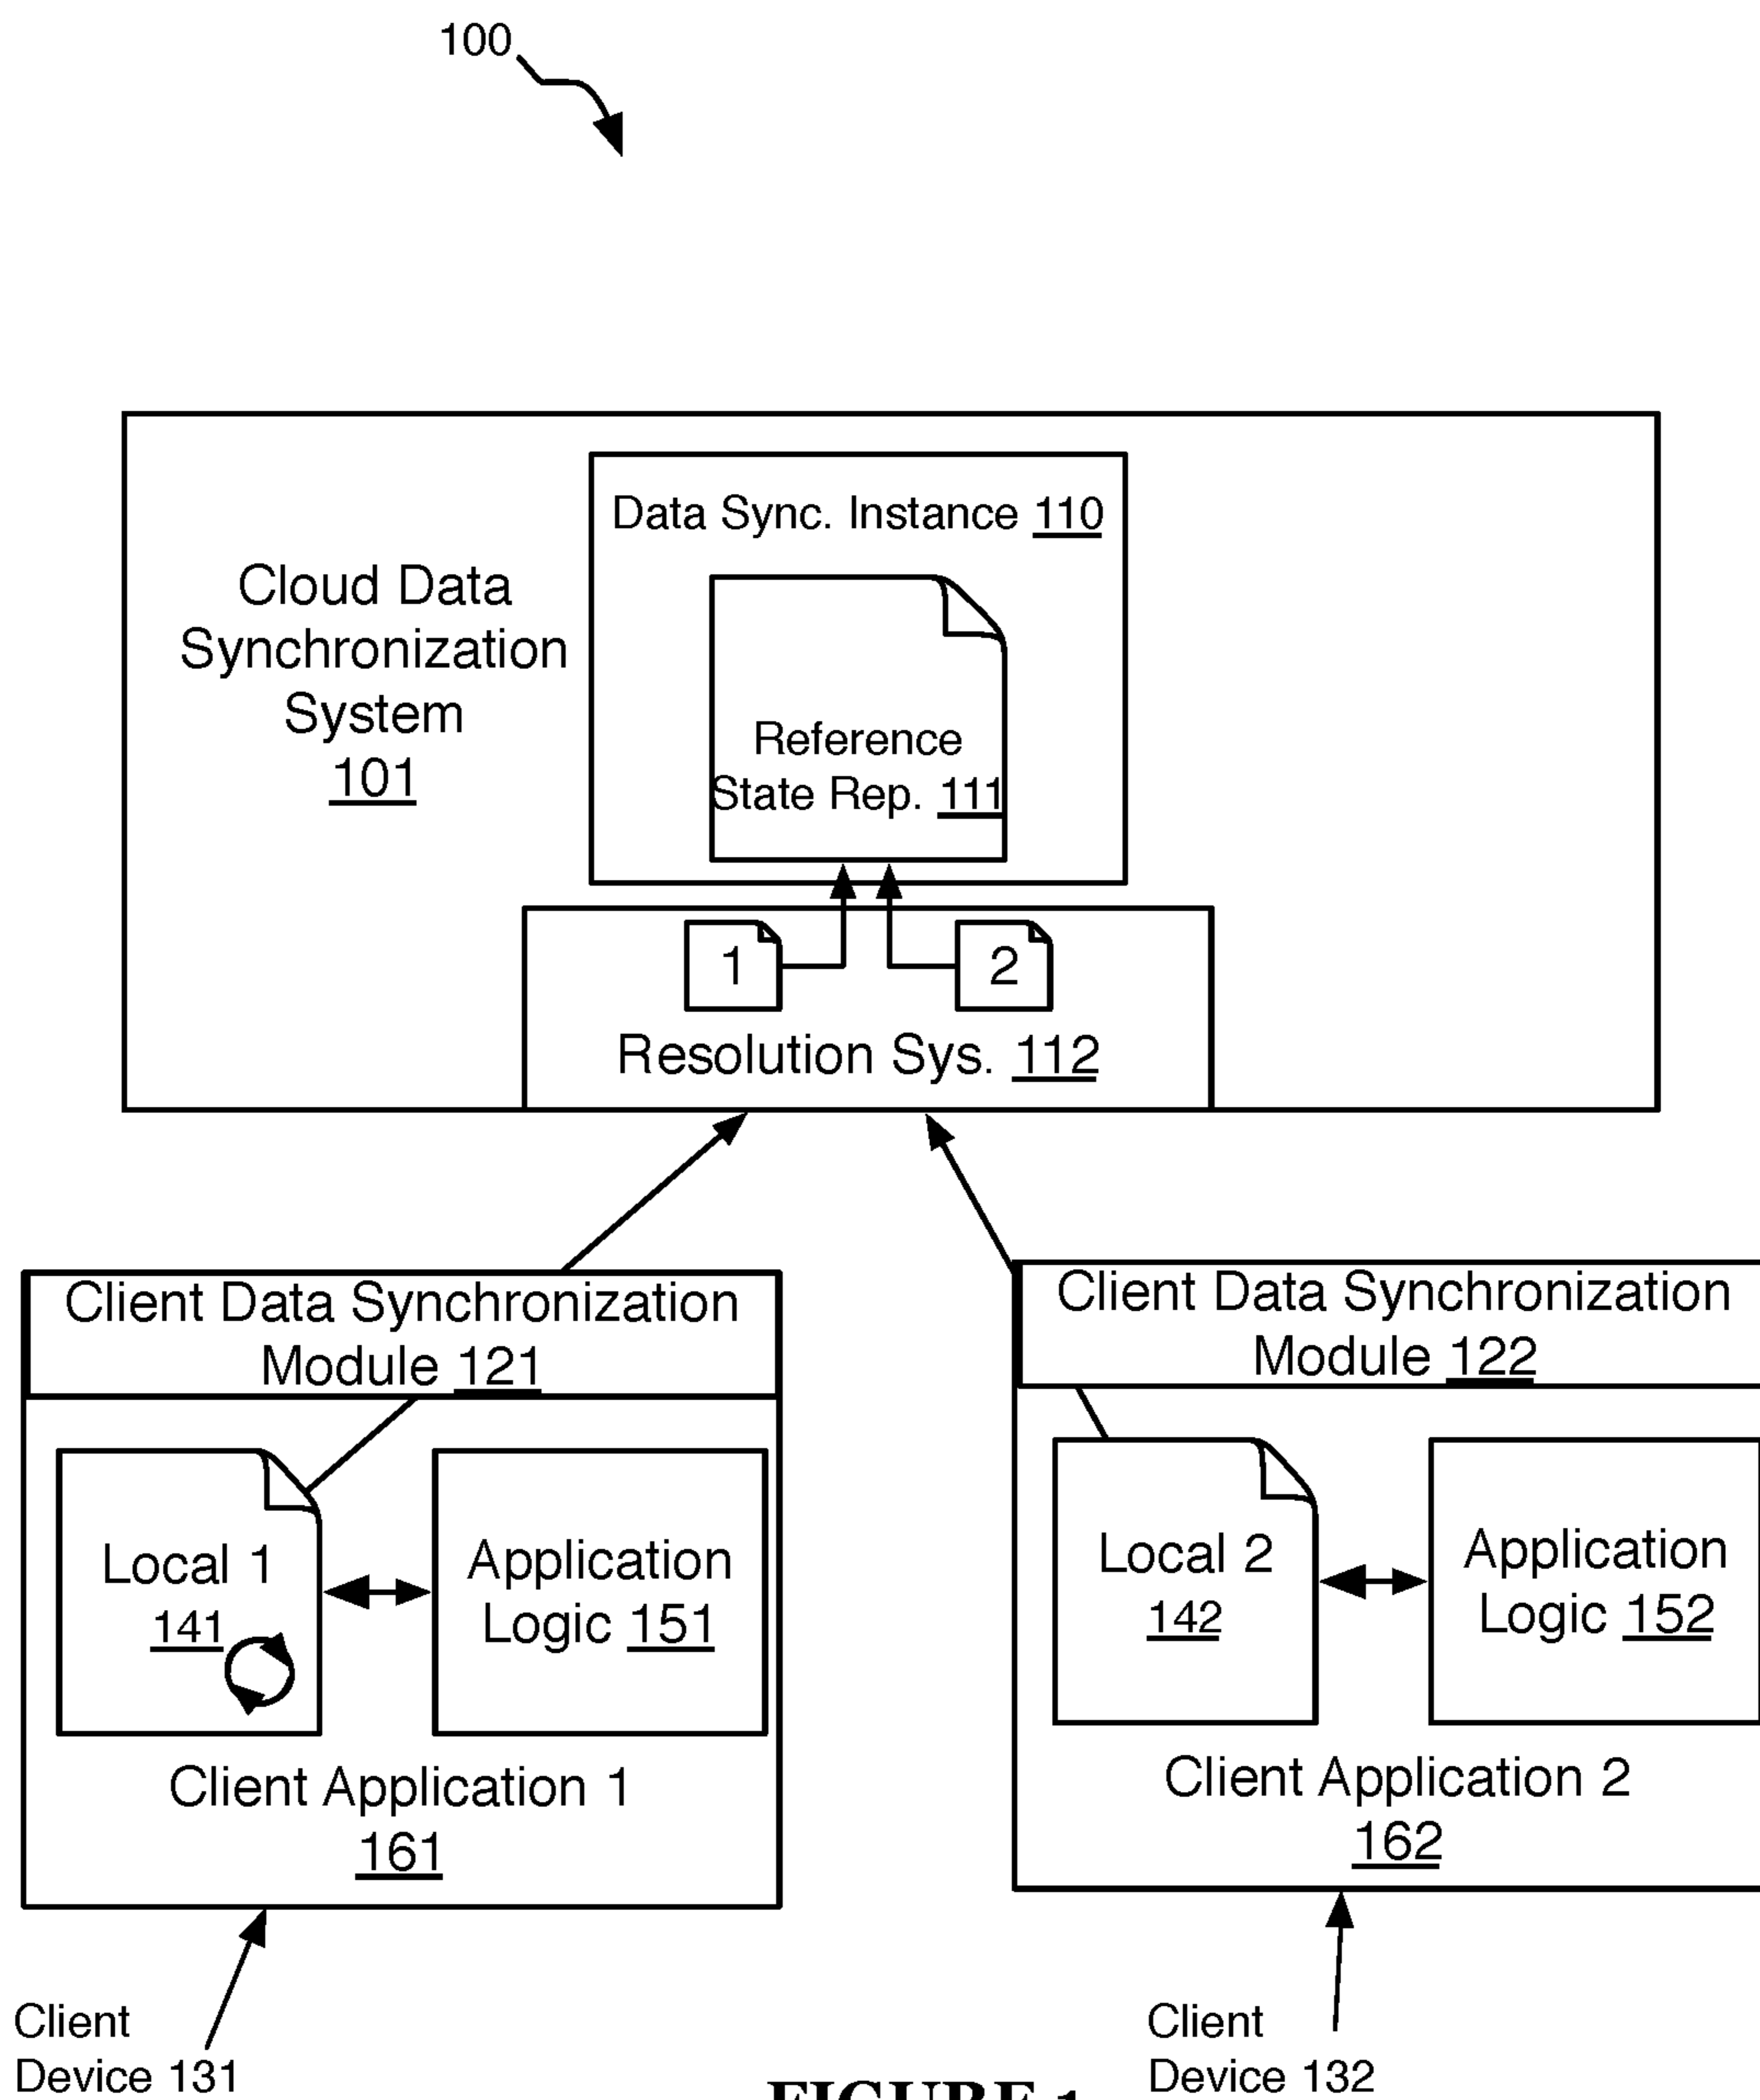 100
Data Sync. Instance 110
Cloud Data
Synchronization
System
101
Reference
State Rep. 111
1
2
Resolution Sys. 112
Client Data Synchronization
Module 121
Local 1
141
Application
Logic 151
Client Application 1
161
Client
Device 131
Client Data Synchronization
Module 122
Local 2
142
Application
Logic 152
Client Application 2
162
Client
Device 132
FIGURE 1